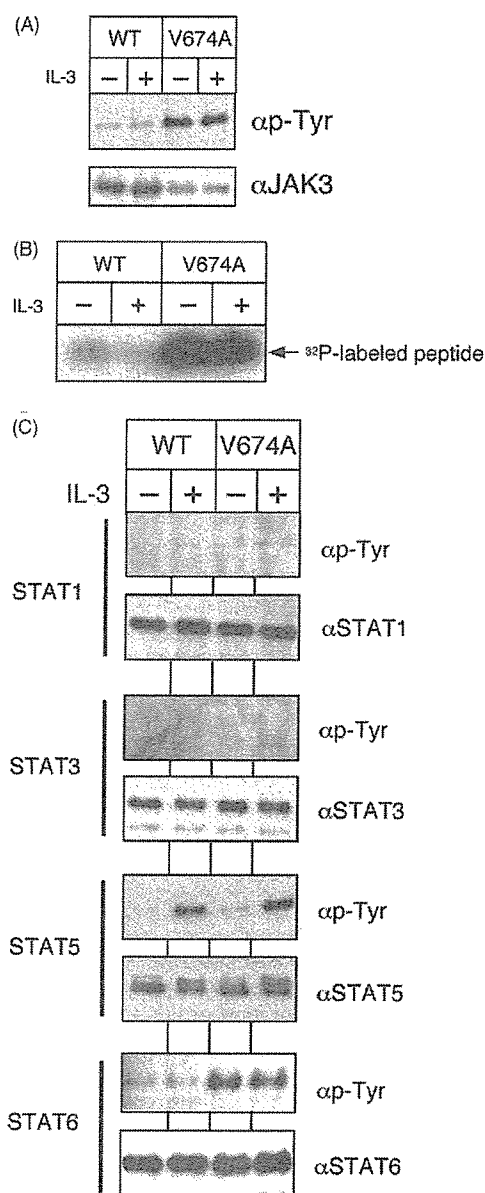 (A)
WT V674A
IL-3 − + − +
αp-Tyr
αJAK3
(B)
WT V674A
IL-3 − + − +
³²P-labeled peptide
(C)
WT V674A
IL-3 − + − +
STAT1
αp-Tyr
αSTAT1
STAT3
αp-Tyr
αSTAT3
STAT5
αp-Tyr
αSTAT5
STAT6
αp-Tyr
αSTAT6